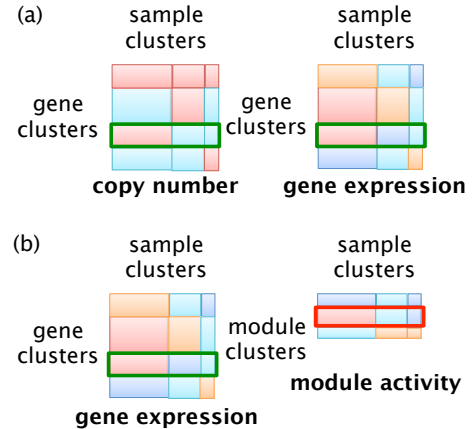 (a)
sample
clusters
gene
clusters
copy number
sample
clusters
gene
clusters
gene expression
(b)
sample
clusters
gene
clusters
gene expression
sample
clusters
module
clusters
module activity